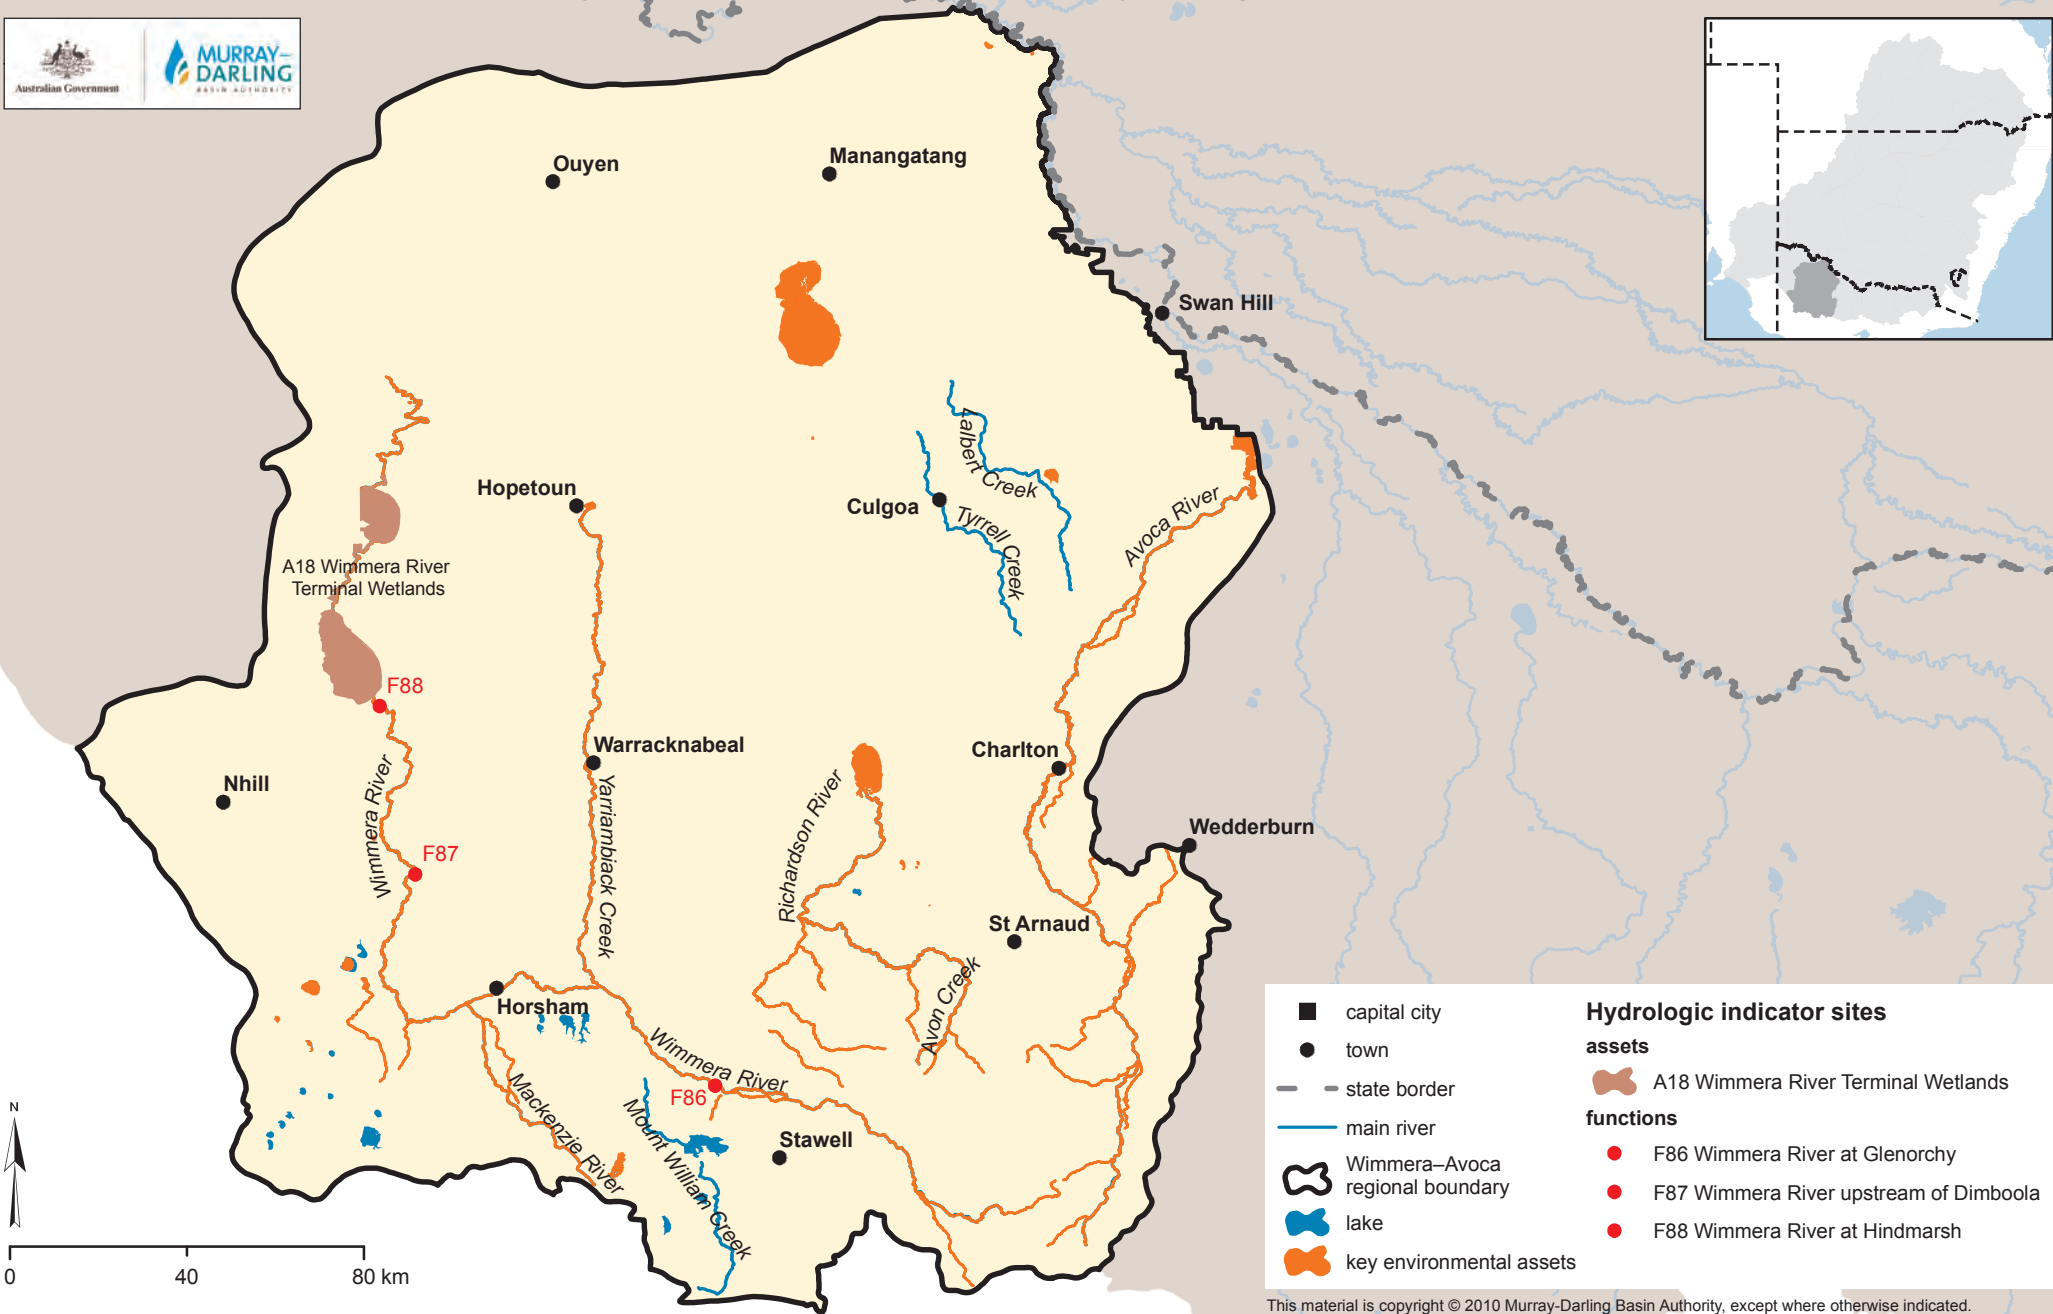 Australian Government
MURRAY–
DARLING
BASIN AUTHORITY
Ouyen
Manangatang
Swan Hill
Lalbert Creek
Hopetoun
Culgoa
Tyrrell Creek
Avoca River
A18 Wimmera River
Terminal Wetlands
F88
Warracknabeal
Charlton
Nhill
Wimmera River
Yarriambiack Creek
Richardson River
Wedderburn
F87
St Arnaud
Avon Creek
Horsham
Wimmera River
F86
Mackenzie River
Mount William Creek
Stawell
N
0 40 80 km
capital city
town
state border
main river
Wimmera–Avoca
regional boundary
lake
key environmental assets
Hydrologic indicator sites
assets
A18 Wimmera River Terminal Wetlands
functions
F86 Wimmera River at Glenorchy
F87 Wimmera River upstream of Dimboola
F88 Wimmera River at Hindmarsh
This material is copyright © 2010 Murray-Darling Basin Authority, except where otherwise indicated.